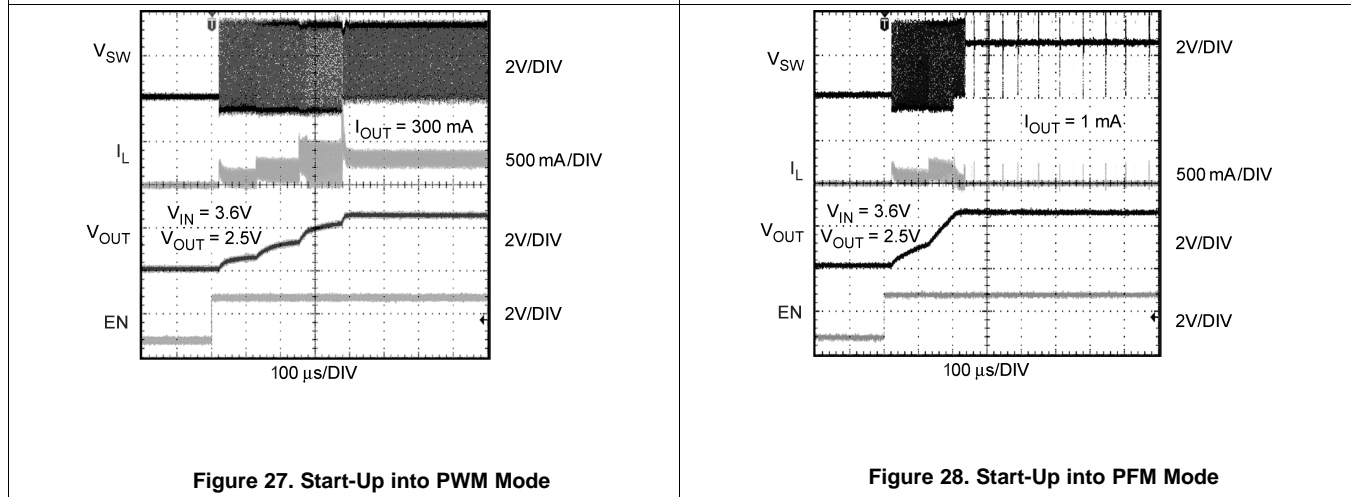 T
V_SW
2V/DIV
I_OUT = 300 mA
I_L
500 mA/DIV
V_IN = 3.6V
V_OUT
V_OUT = 2.5V
2V/DIV
EN
2V/DIV
100 µs/DIV
Figure 27. Start-Up into PWM Mode
T
V_SW
2V/DIV
I_OUT = 1 mA
I_L
500 mA/DIV
V_IN = 3.6V
V_OUT
V_OUT = 2.5V
2V/DIV
EN
2V/DIV
100 µs/DIV
Figure 28. Start-Up into PFM Mode